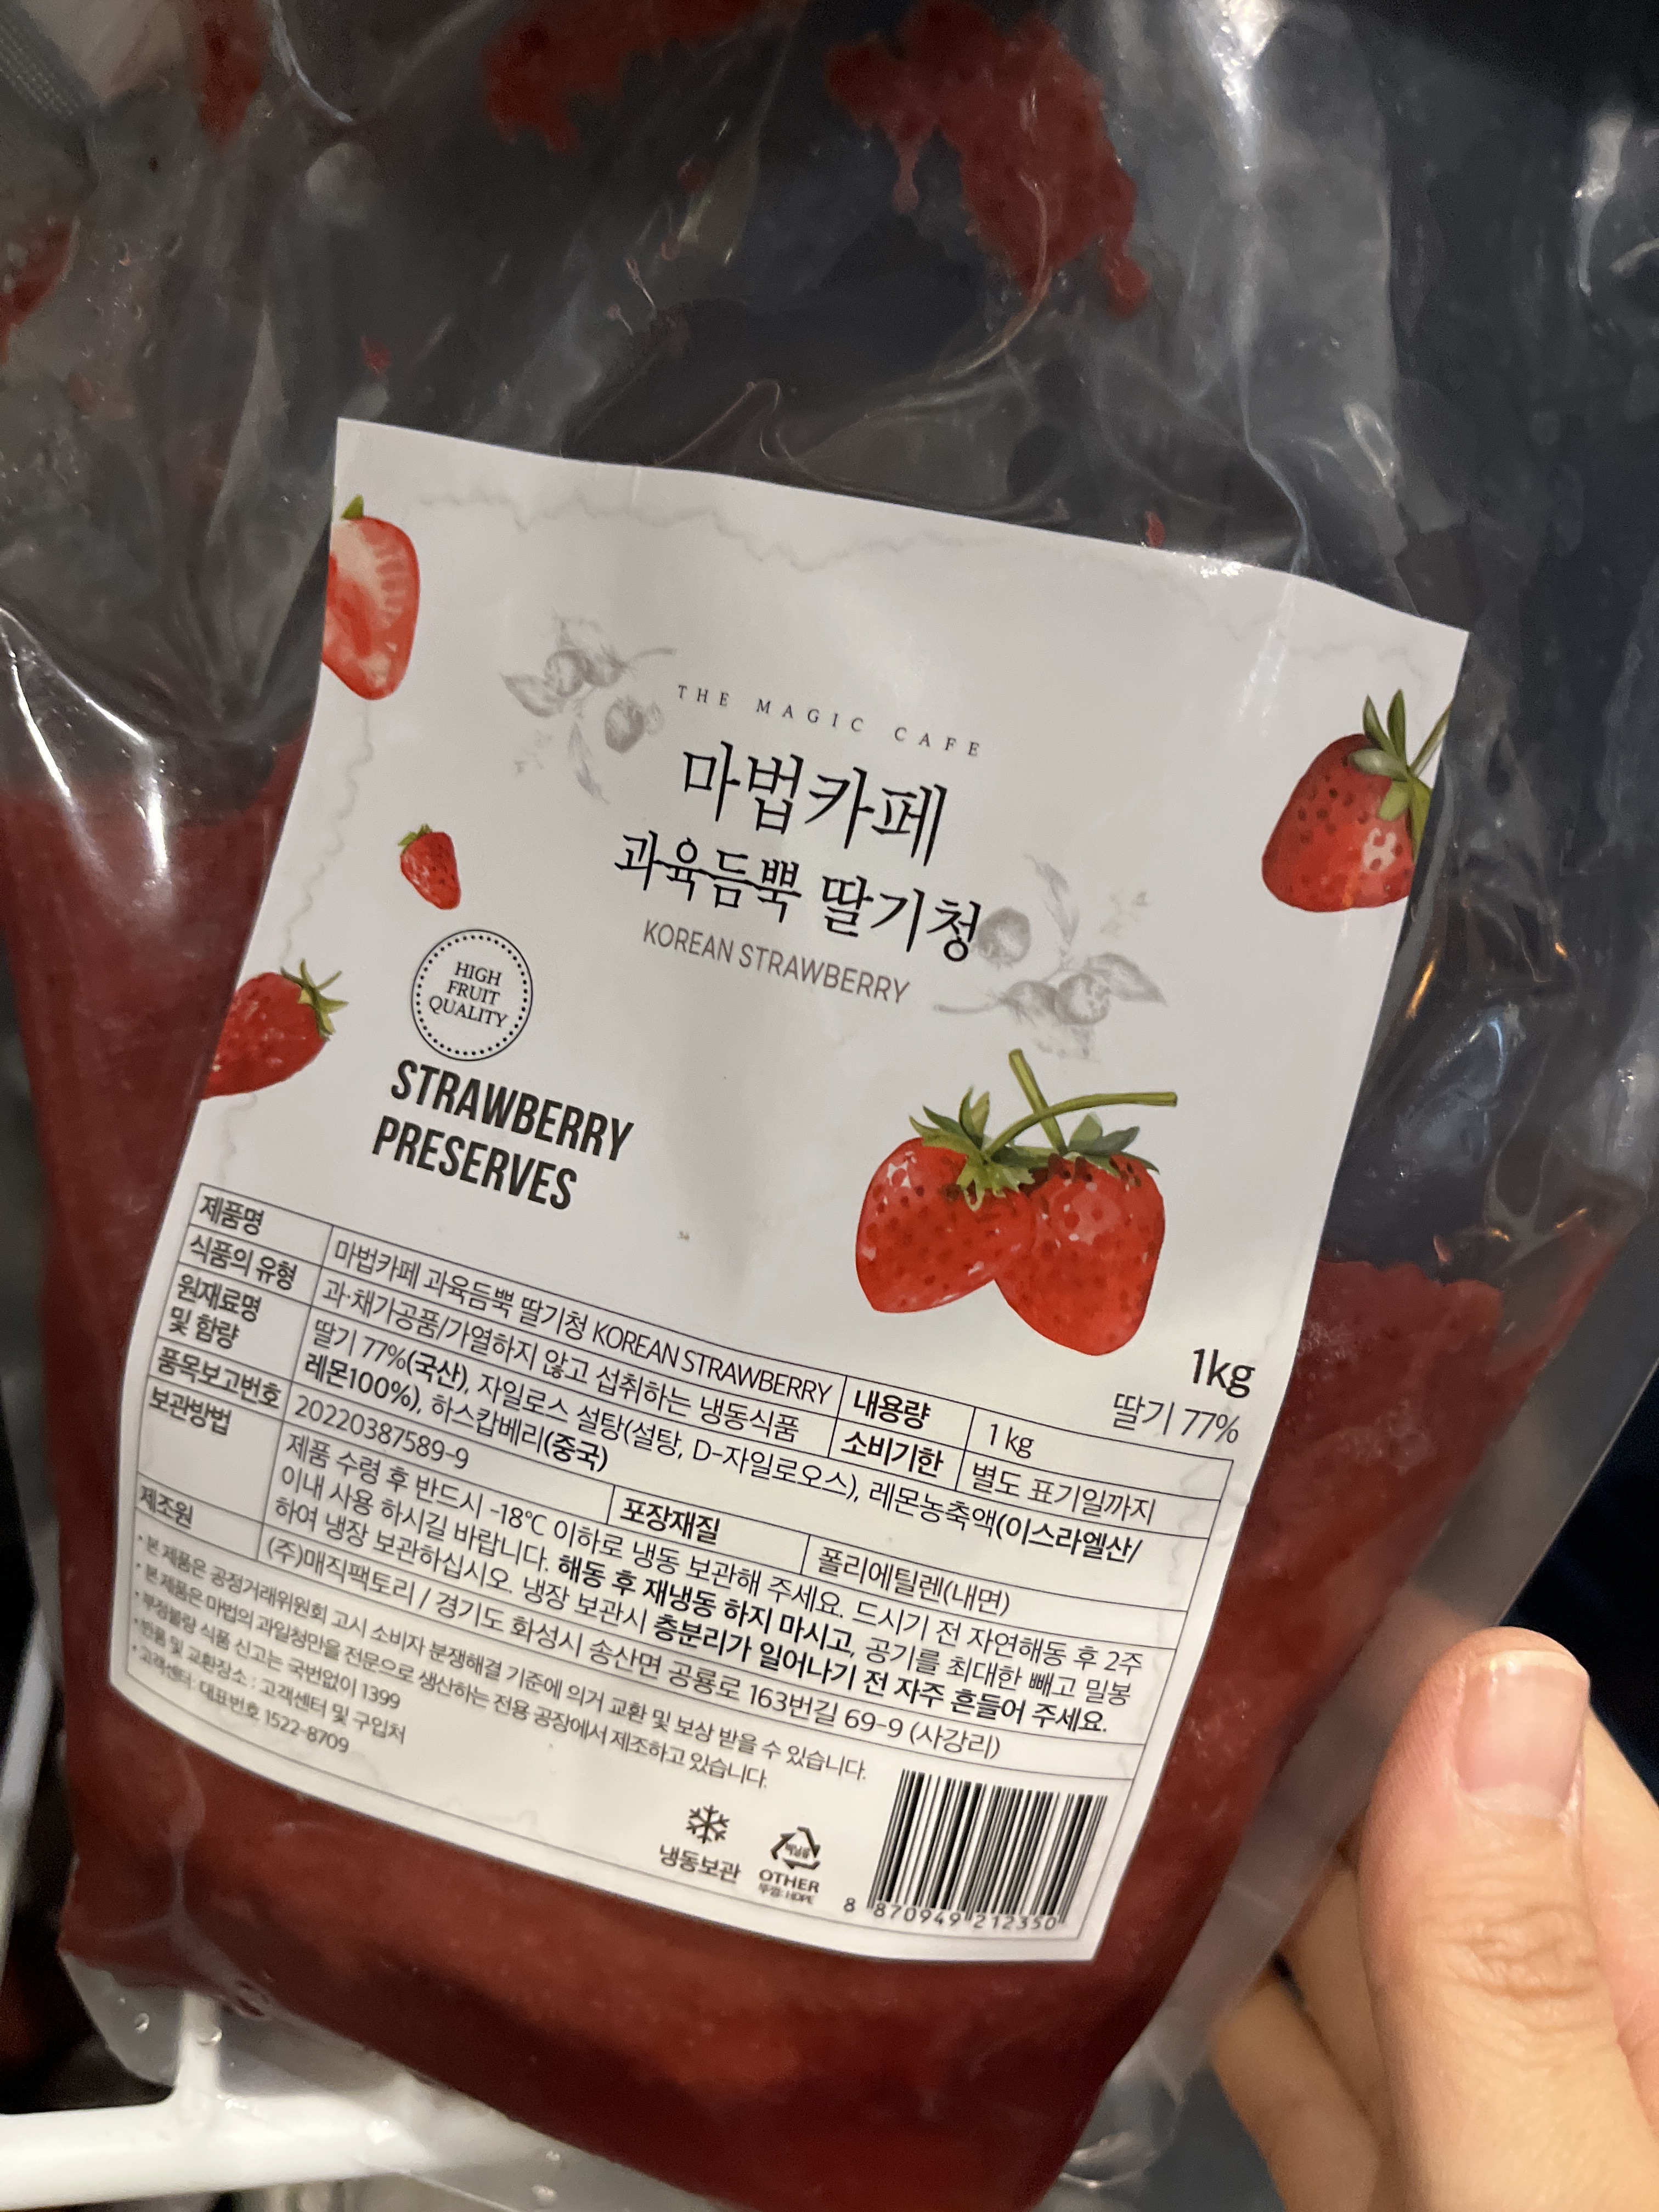 THE MAGIC CAFE
마법카페
과육듬뿍 딸기청
KOREAN STRAWBERRY
HIGH
FRUIT
QUALITY
STRAWBERRY
PRESERVES
1kg
딸기 77%
제품명 마법카페 과육듬뿍 딸기청 KOREAN STRAWBERRY 내용량 1 kg
식품의 유형 과·채가공품/가열하지 않고 섭취하는 냉동식품 소비기한 별도 표기일까지
원재료명 딸기 77%(국산), 자일로스 설탕(설탕, D-자일로오스), 레몬농축액(이스라엘산/
및 함량 레몬100%), 하스캅베리(중국)
품목보고번호 20220387589-9 포장재질 폴리에틸렌(내면)
보관방법 제품 수령 후 반드시 -18℃ 이하로 냉동 보관해 주세요. 드시기 전 자연해동 후 2주
이내 사용 하시길 바랍니다. 해동 후 재냉동 하지 마시고, 공기를 최대한 빼고 밀봉
하여 냉장 보관하십시오. 냉장 보관시 층분리가 일어나기 전 자주 흔들어 주세요.
제조원 (주)매직팩토리 / 경기도 화성시 송산면 공룡로 163번길 69-9 (사강리)
• 본 제품은 공정거래위원회 고시 소비자 분쟁해결 기준에 의거 교환 및 보상 받을 수 있습니다.
• 본 제품은 마법의 과일청만을 전문으로 생산하는 전용 공장에서 제조하고 있습니다.
• 부정불량 식품 신고는 국번없이 1399
• 반품 및 교환장소 : 고객센터 및 구입처
• 고객센터: 대표번호 1522-8709
냉동보관
OTHER
뚜껑: HDPE
8 870949 212350